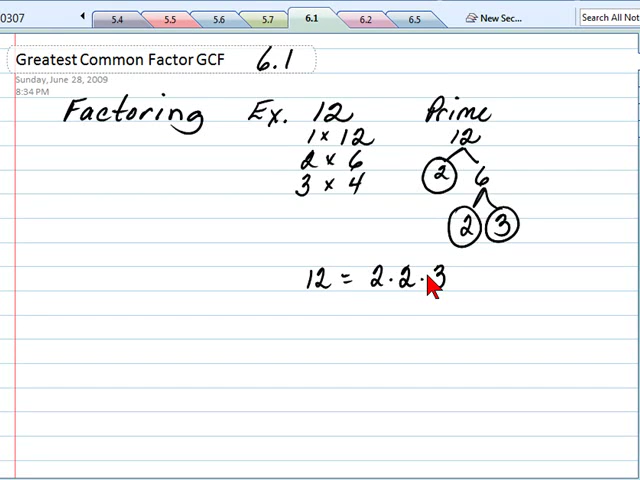 0307 5.4 5.5 5.6 5.7 6.1 6.2 6.5 New Sec... Search All Not
Greatest Common Factor GCF 6.1
Sunday, June 28, 2009
8:34 PM
Factoring Ex. 12 Prime
1 × 12 12
2 × 6 2 6
3 × 4
2 3
12 = 2 · 2 · 3